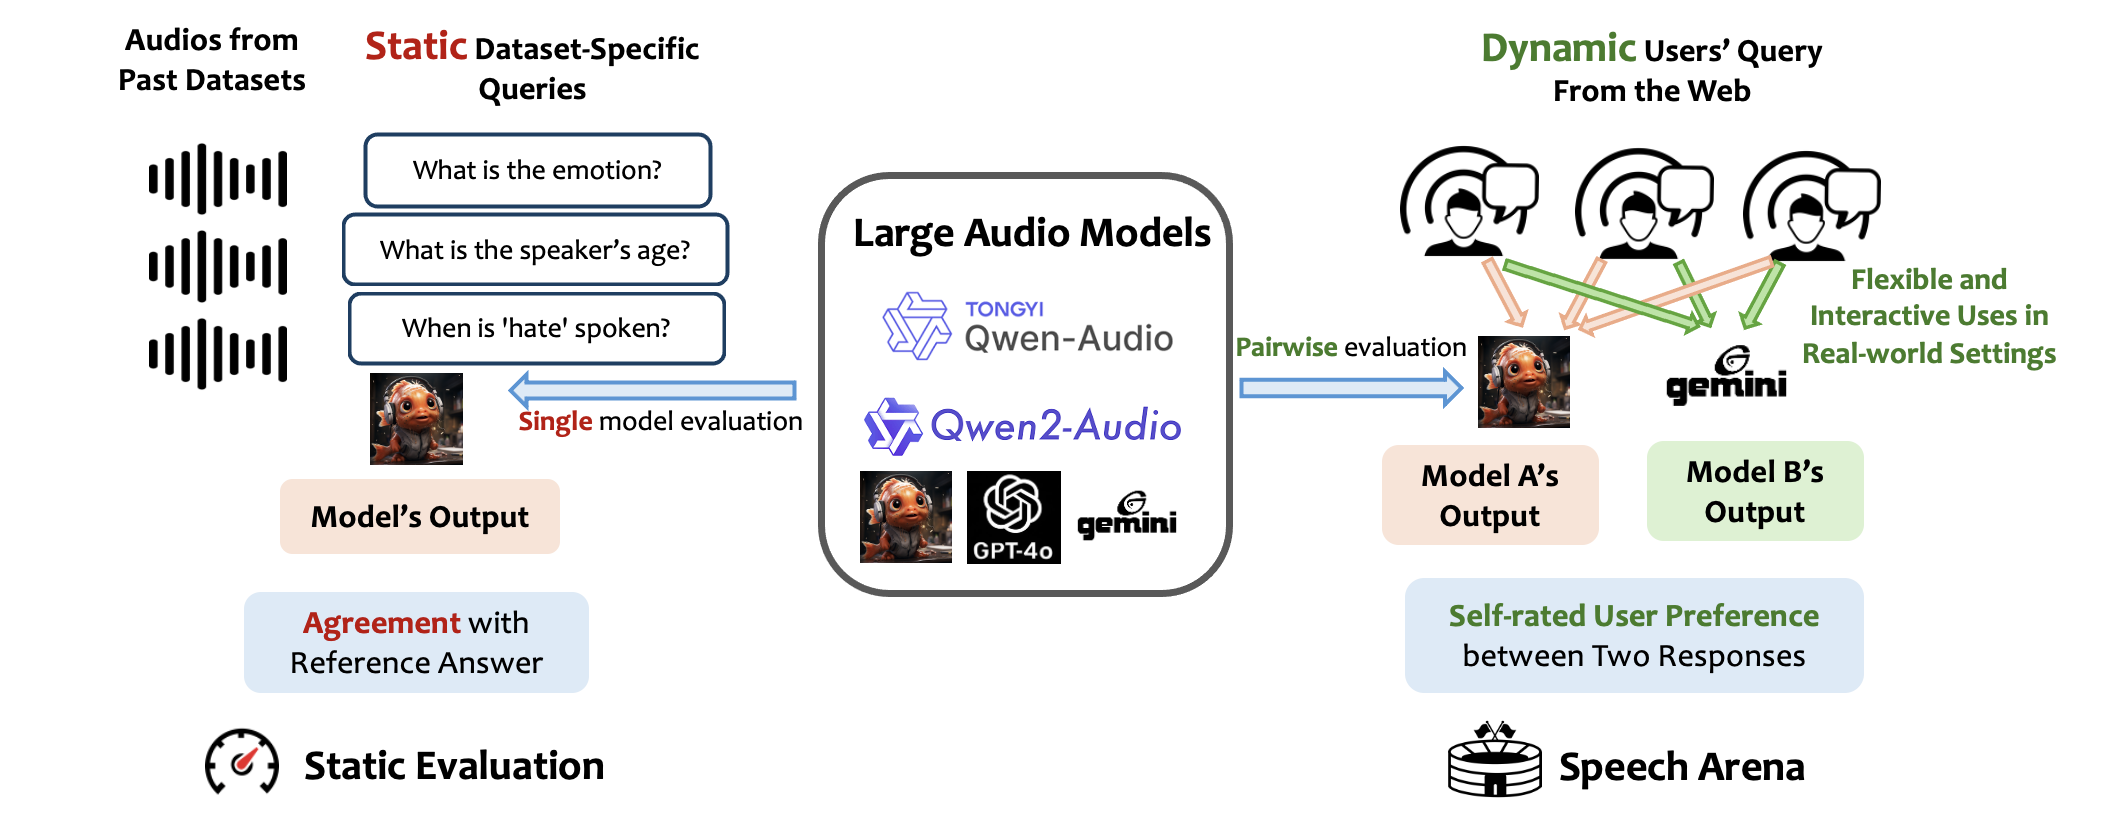 Audios from
Past Datasets
Static Dataset-Specific
Queries
What is the emotion?
What is the speaker's age?
When is 'hate' spoken?
Single model evaluation
Model's Output
Agreement with
Reference Answer
Static Evaluation
Large Audio Models
TONGYI
Qwen-Audio
Qwen2-Audio
GPT-4o
gemini
Pairwise evaluation
Dynamic Users' Query
From the Web
Flexible and
Interactive Uses in
Real-world Settings
gemini
Model A's
Output
Model B's
Output
Self-rated User Preference
between Two Responses
Speech Arena